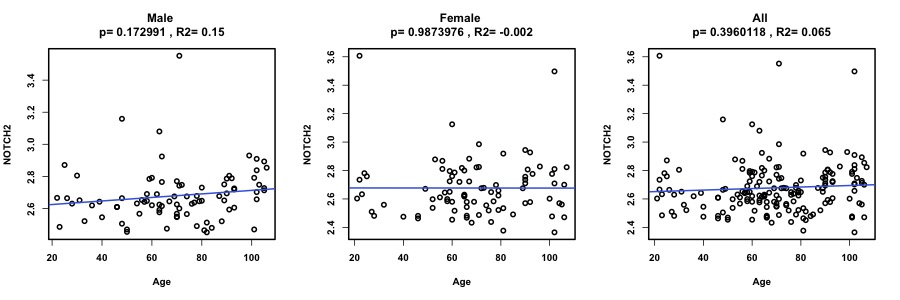 Male
p= 0.172991 , R2= 0.15
NOTCH2
3.4
3.2
3.0
2.8
2.6
20 40 60 80 100
Age
Female
p= 0.9873976 , R2= -0.002
NOTCH2
3.6
3.4
3.2
3.0
2.8
2.6
2.4
20 40 60 80 100
Age
All
p= 0.3960118 , R2= 0.065
NOTCH2
3.6
3.4
3.2
3.0
2.8
2.6
2.4
20 40 60 80 100
Age